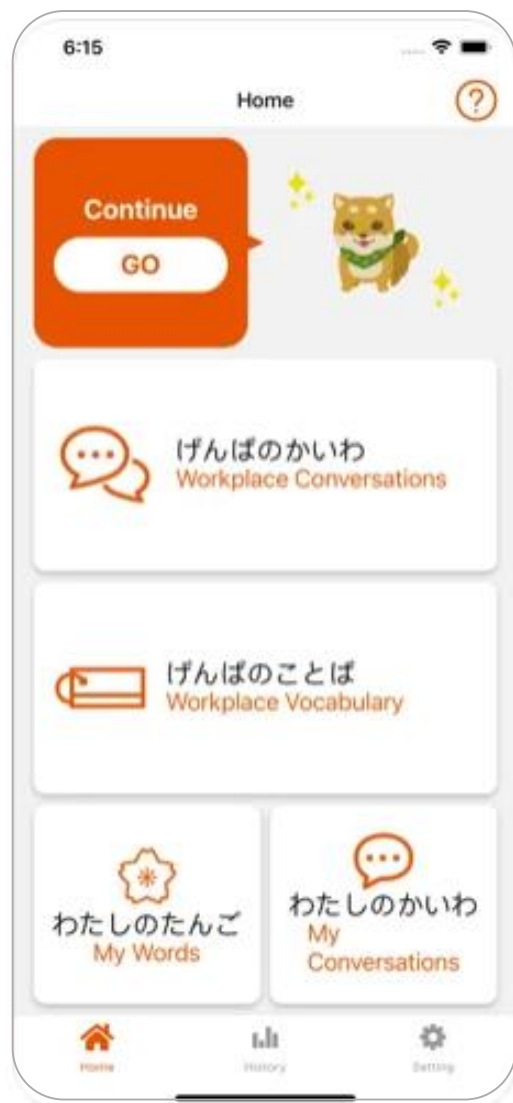 6:15
Home
?
Continue
GO
げんばのかいわ
Workplace Conversations
げんばのことば
Workplace Vocabulary
わたしのたんご
My Words
わたしのかいわ
My
Conversations
Home
History
Setting